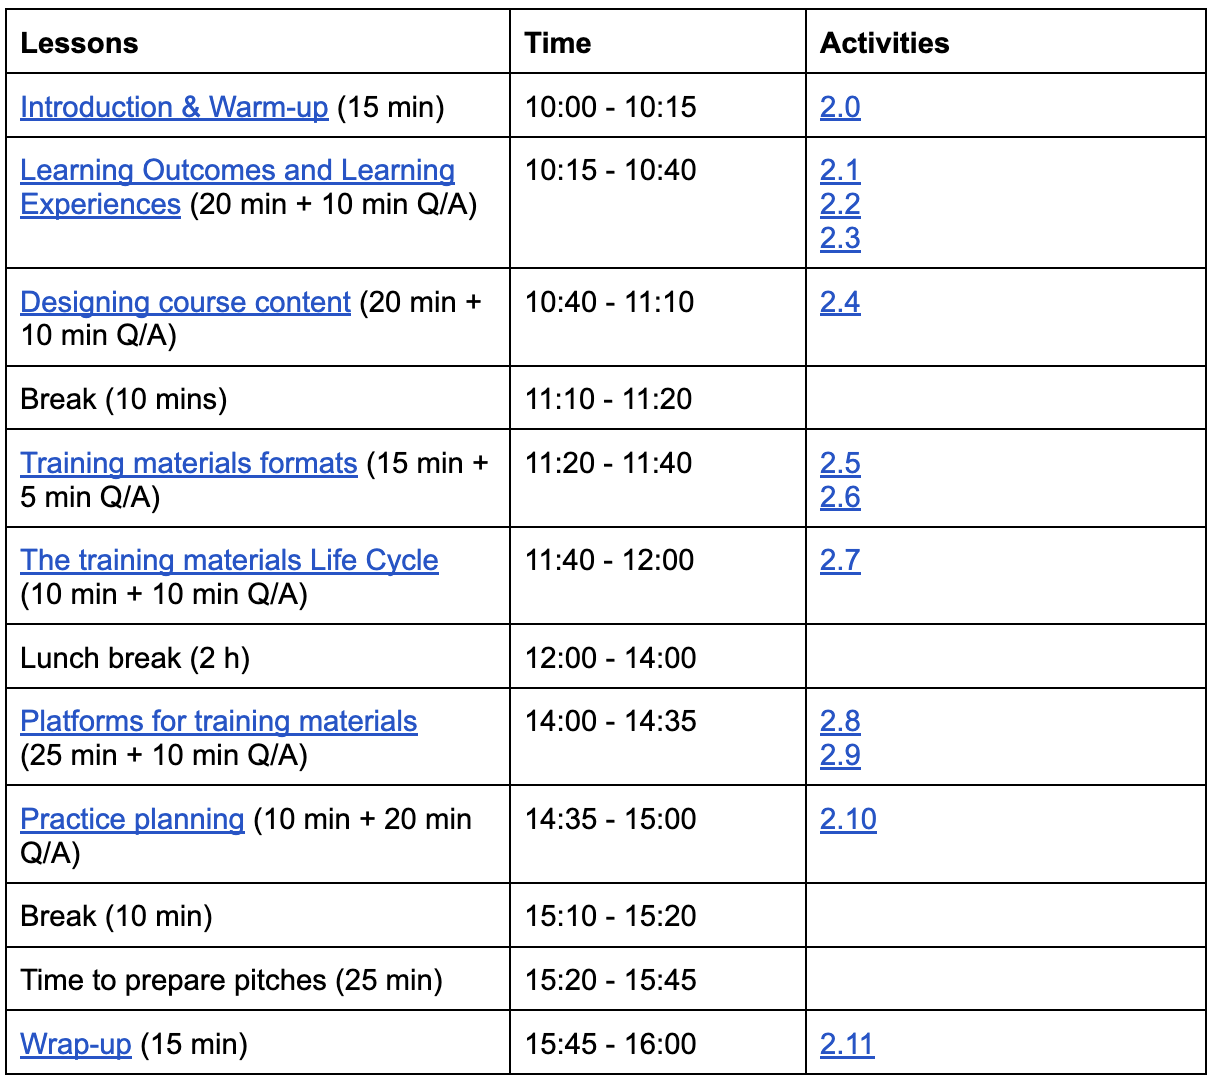 Lessons Time Activities
Introduction & Warm-up (15 min) 10:00 - 10:15 2.0
Learning Outcomes and Learning 10:15 - 10:40 2.1
Experiences (20 min + 10 min Q/A) 2.2
2.3
Designing course content (20 min + 10:40 - 11:10 2.4
10 min Q/A)
Break (10 mins) 11:10 - 11:20
Training materials formats (15 min + 11:20 - 11:40 2.5
5 min Q/A) 2.6
The training materials Life Cycle 11:40 - 12:00 2.7
(10 min + 10 min Q/A)
Lunch break (2 h) 12:00 - 14:00
Platforms for training materials 14:00 - 14:35 2.8
(25 min + 10 min Q/A) 2.9
Practice planning (10 min + 20 min 14:35 - 15:00 2.10
Q/A)
Break (10 min) 15:10 - 15:20
Time to prepare pitches (25 min) 15:20 - 15:45
Wrap-up (15 min) 15:45 - 16:00 2.11